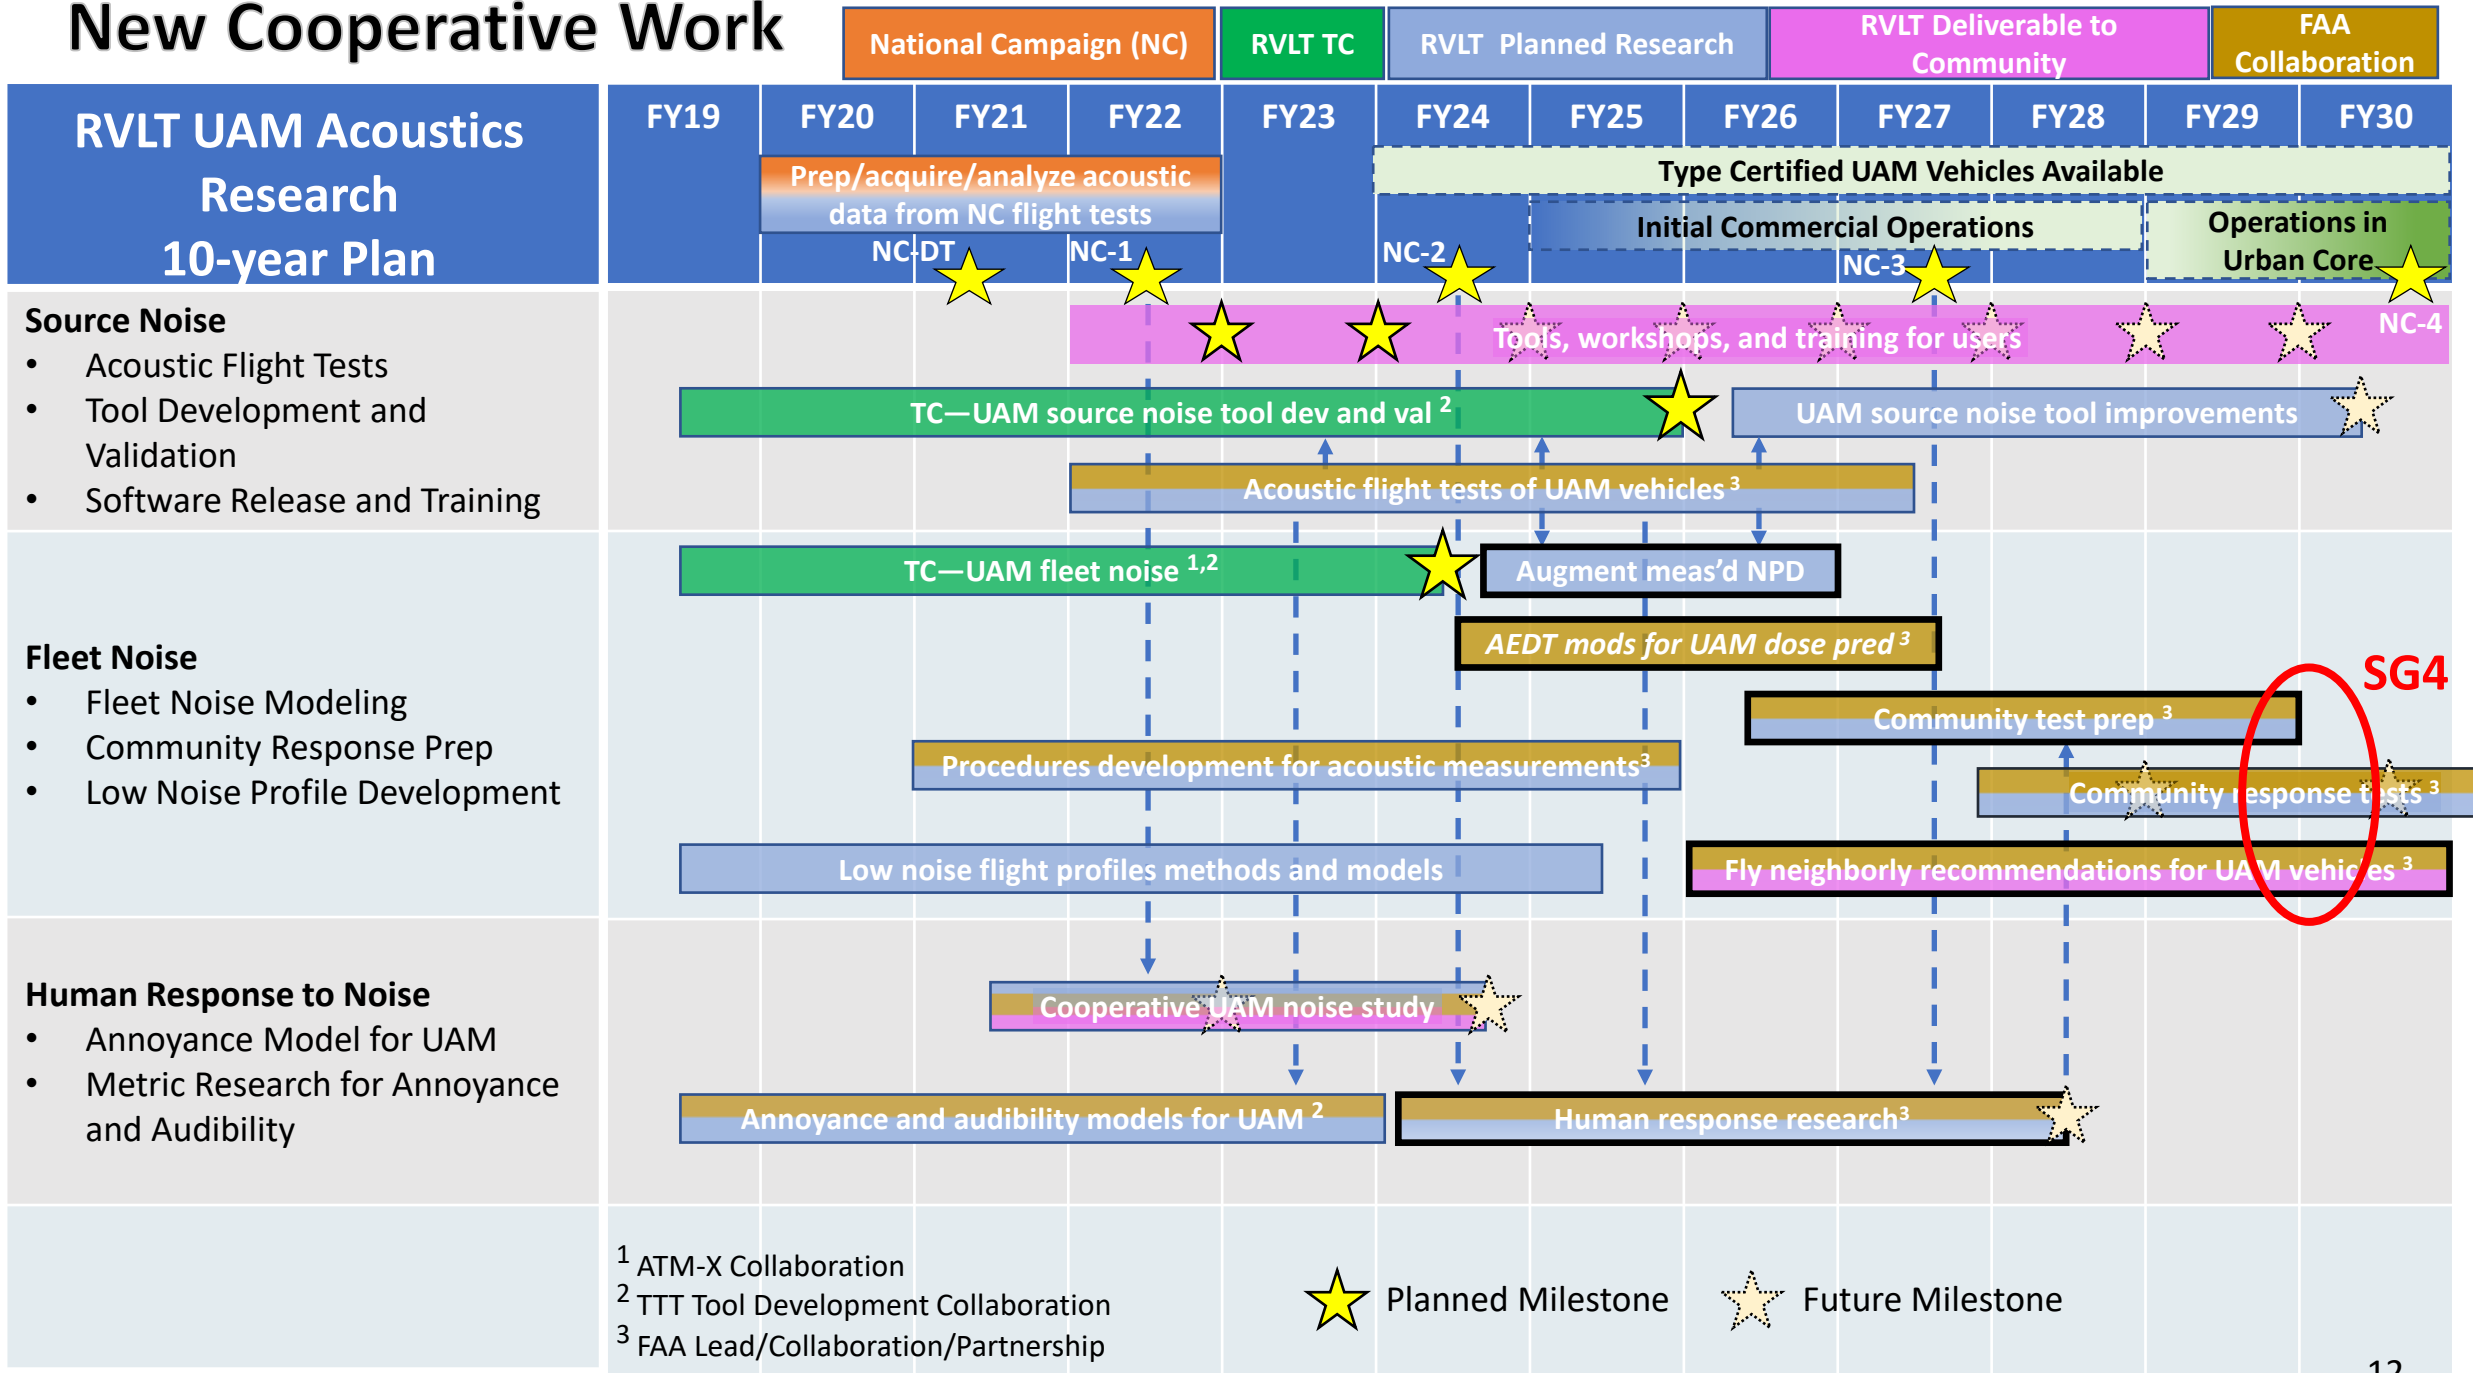 New Cooperative Work
National Campaign (NC)
RVLT TC
RVLT Planned Research
RVLT Deliverable to
Community
FAA
Collaboration
RVLT UAM Acoustics
Research
10-year Plan
FY19
FY20
FY21
FY22
FY23
FY24
FY25
FY26
FY27
FY28
FY29
FY30
Prep/acquire/analyze acoustic
data from NC flight tests
Type Certified UAM Vehicles Available
Initial Commercial Operations
Operations in
Urban Core
NC-DT
NC-1
NC-2
NC-3
NC-4
Source Noise
• Acoustic Flight Tests
• Tool Development and
Validation
• Software Release and Training
Tools, workshops, and training for users
TC—UAM source noise tool dev and val 2
UAM source noise tool improvements
Acoustic flight tests of UAM vehicles 3
Fleet Noise
• Fleet Noise Modeling
• Community Response Prep
• Low Noise Profile Development
TC—UAM fleet noise 1,2
Augment meas'd NPD
AEDT mods for UAM dose pred 3
SG4
Community test prep 3
Procedures development for acoustic measurements3
Community response tests 3
Low noise flight profiles methods and models
Fly neighborly recommendations for UAM vehicles 3
Human Response to Noise
• Annoyance Model for UAM
• Metric Research for Annoyance
and Audibility
Cooperative UAM noise study
Annoyance and audibility models for UAM 2
Human response research3
1 ATM-X Collaboration
2 TTT Tool Development Collaboration
3 FAA Lead/Collaboration/Partnership
Planned Milestone
Future Milestone
12